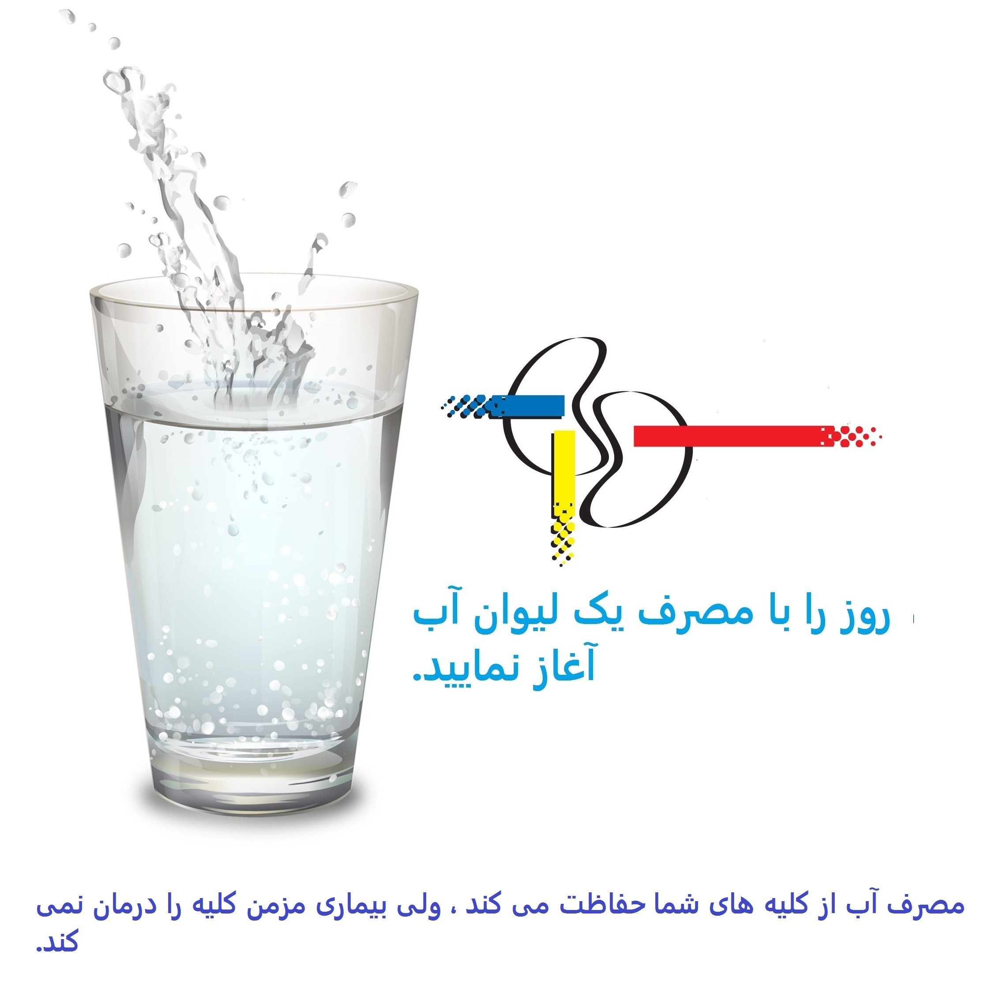 روز را با مصرف یک لیوان آب
آغاز نمایید.
مصرف آب از کلیه های شما حفاظت می کند ، ولی بیماری مزمن کلیه را درمان نمی
کند.